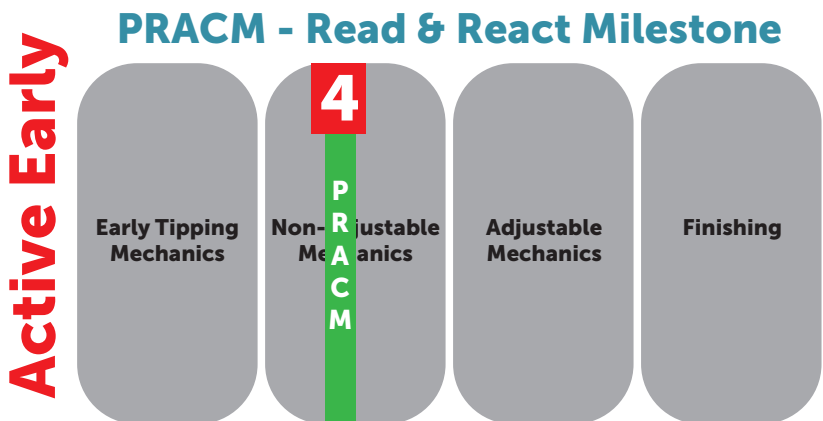 PRACM - Read & React Milestone
Active Early
4
P
R
A
C
M
Early Tipping
Mechanics
Non- justable
Me anics
Adjustable
Mechanics
Finishing